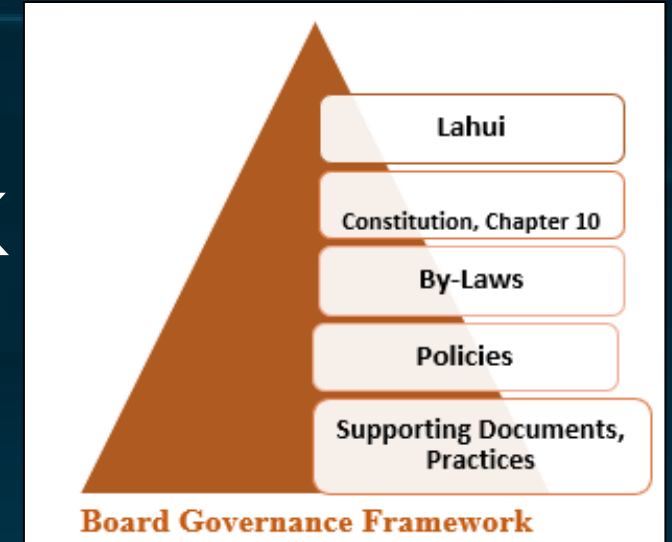 Lahui
Constitution, Chapter 10
By-Laws
Policies
Supporting Documents,
Practices
Board Governance Framework